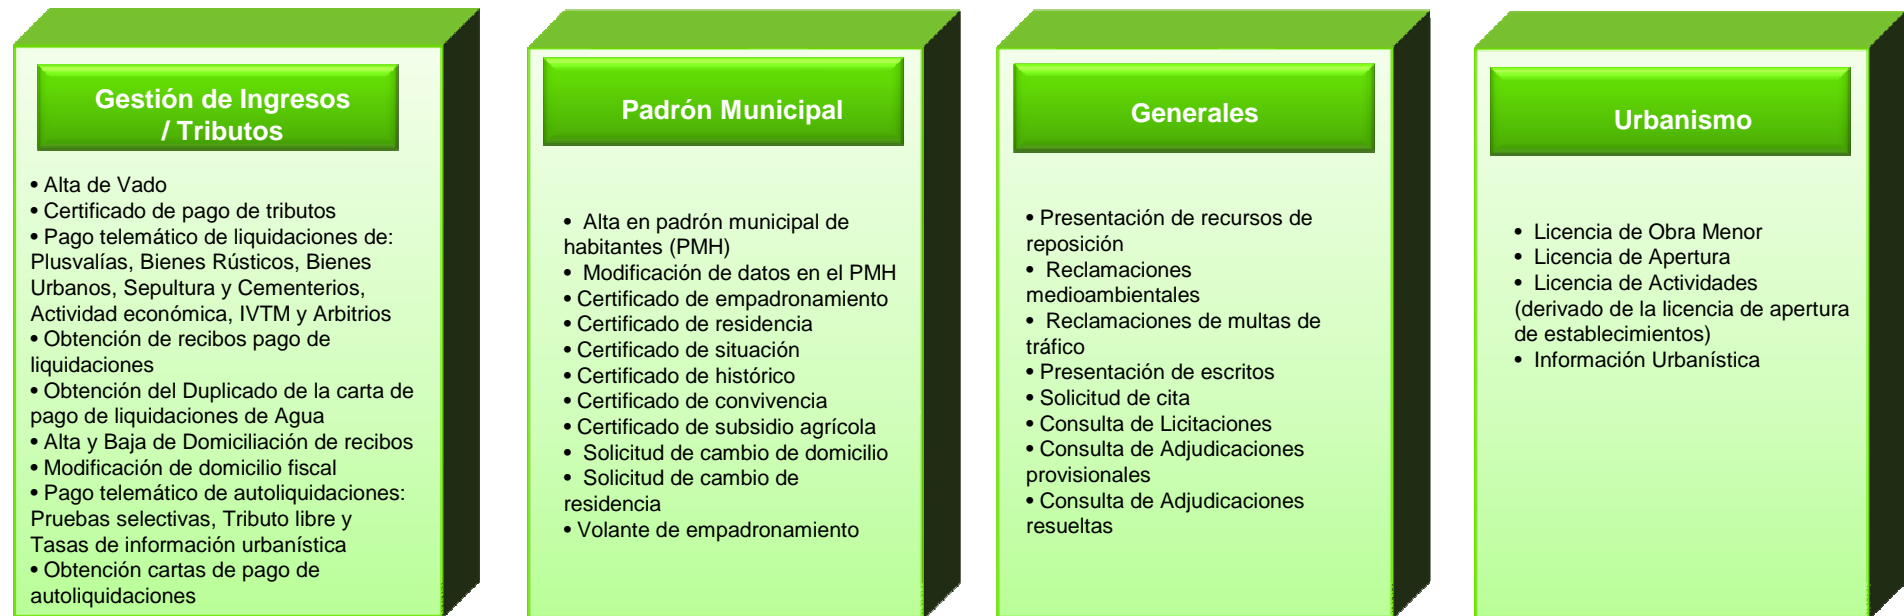 Gestión de Ingresos
/ Tributos
• Alta de Vado
• Certificado de pago de tributos
• Pago telemático de liquidaciones de:
Plusvalías, Bienes Rústicos, Bienes
Urbanos, Sepultura y Cementerios,
Actividad económica, IVTM y Arbitrios
• Obtención de recibos pago de
liquidaciones
• Obtención del Duplicado de la carta de
pago de liquidaciones de Agua
• Alta y Baja de Domiciliación de recibos
• Modificación de domicilio fiscal
• Pago telemático de autoliquidaciones:
Pruebas selectivas, Tributo libre y
Tasas de información urbanística
• Obtención cartas de pago de
autoliquidaciones
Padrón Municipal
• Alta en padrón municipal de
habitantes (PMH)
• Modificación de datos en el PMH
• Certificado de empadronamiento
• Certificado de residencia
• Certificado de situación
• Certificado de histórico
• Certificado de convivencia
• Certificado de subsidio agrícola
• Solicitud de cambio de domicilio
• Solicitud de cambio de
residencia
• Volante de empadronamiento
Generales
• Presentación de recursos de
reposición
• Reclamaciones
medioambientales
• Reclamaciones de multas de
tráfico
• Presentación de escritos
• Solicitud de cita
• Consulta de Licitaciones
• Consulta de Adjudicaciones
provisionales
• Consulta de Adjudicaciones
resueltas
Urbanismo
• Licencia de Obra Menor
• Licencia de Apertura
• Licencia de Actividades
(derivado de la licencia de apertura
de establecimientos)
• Información Urbanística